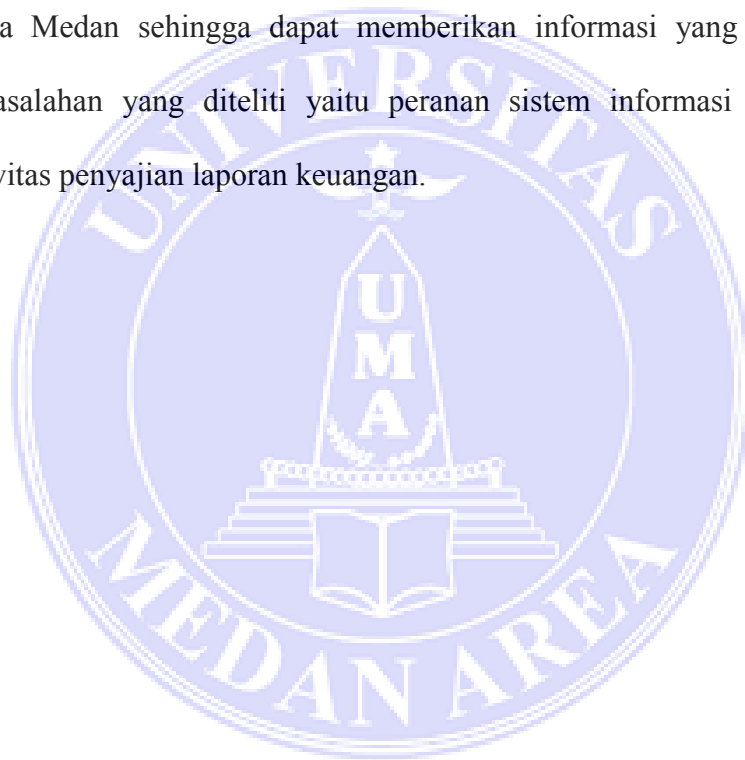 a Medan sehingga dapat memberikan informasi yang
asalahan yang diteliti yaitu peranan sistem informasi
vitas penyajian laporan keuangan.
UNIVERSITAS
U
M
A
MEDAN AREA